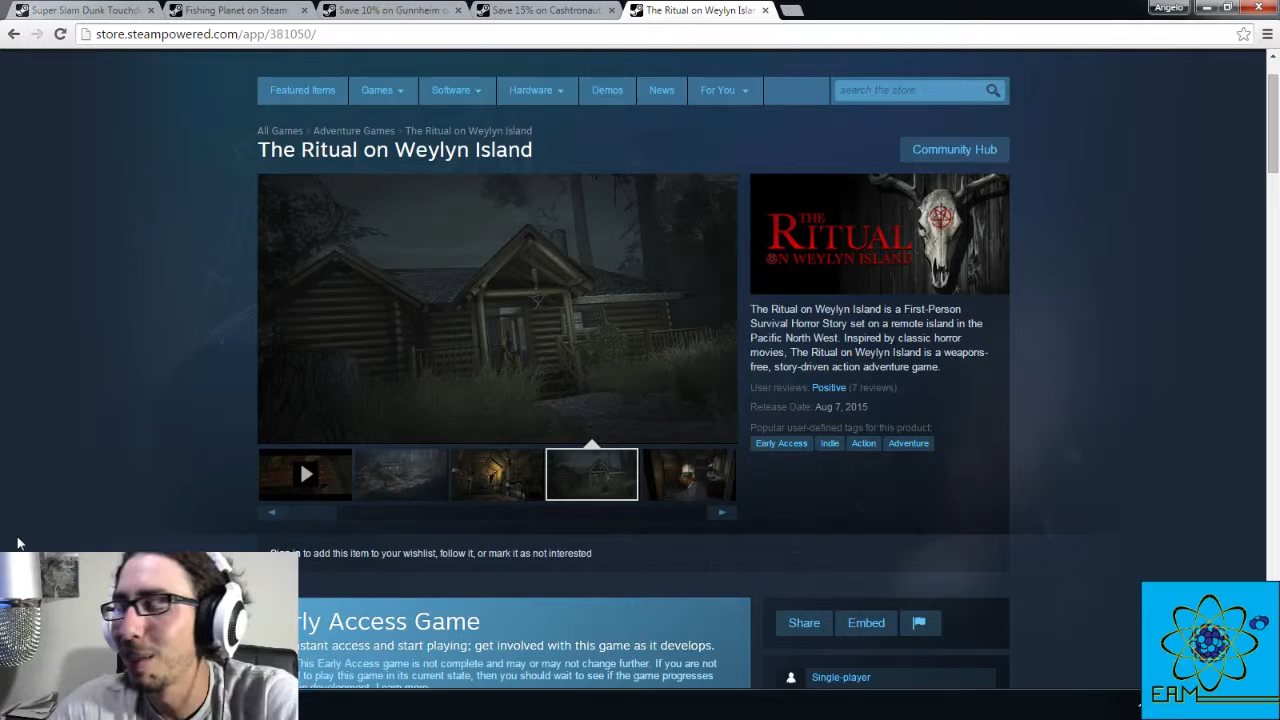 Super Slam Dunk Touchd
Fishing Planet on Steam
Save 10% on Gunnheim o
Save 15% on Cashtronaut
The Ritual on Weylyn Islan
Angelo
store.steampowered.com/app/381050/
Featured Items
Games
Software
Hardware
Demos
News
For You
search the store
All Games > Adventure Games > The Ritual on Weylyn Island
The Ritual on Weylyn Island
Community Hub
THE
RITUAL
ON WEYLYN ISLAND
The Ritual on Weylyn Island is a First-Person
Survival Horror Story set on a remote island in the
Pacific North West. Inspired by classic horror
movies, The Ritual on Weylyn Island is a weapons-
free, story-driven action adventure game.
User reviews: Positive (7 reviews)
Release Date: Aug 7, 2015
Popular user-defined tags for this product:
Early Access
Indie
Action
Adventure
Sign in to add this item to your wishlist, follow it, or mark it as not interested
rly Access Game
nstant access and start playing; get involved with this game as it develops.
This Early Access game is not complete and may or may not change further. If you are not
to play this game in its current state, then you should wait to see if the game progresses
Learn more
Share
Embed
Single-player
EAM